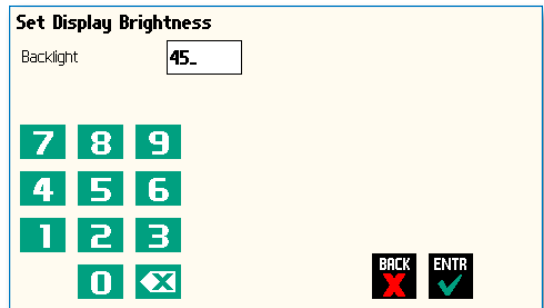 Set Display Brightness
Backlight 45_
7 8 9
4 5 6
1 2 3
0 X
BACK ENTR